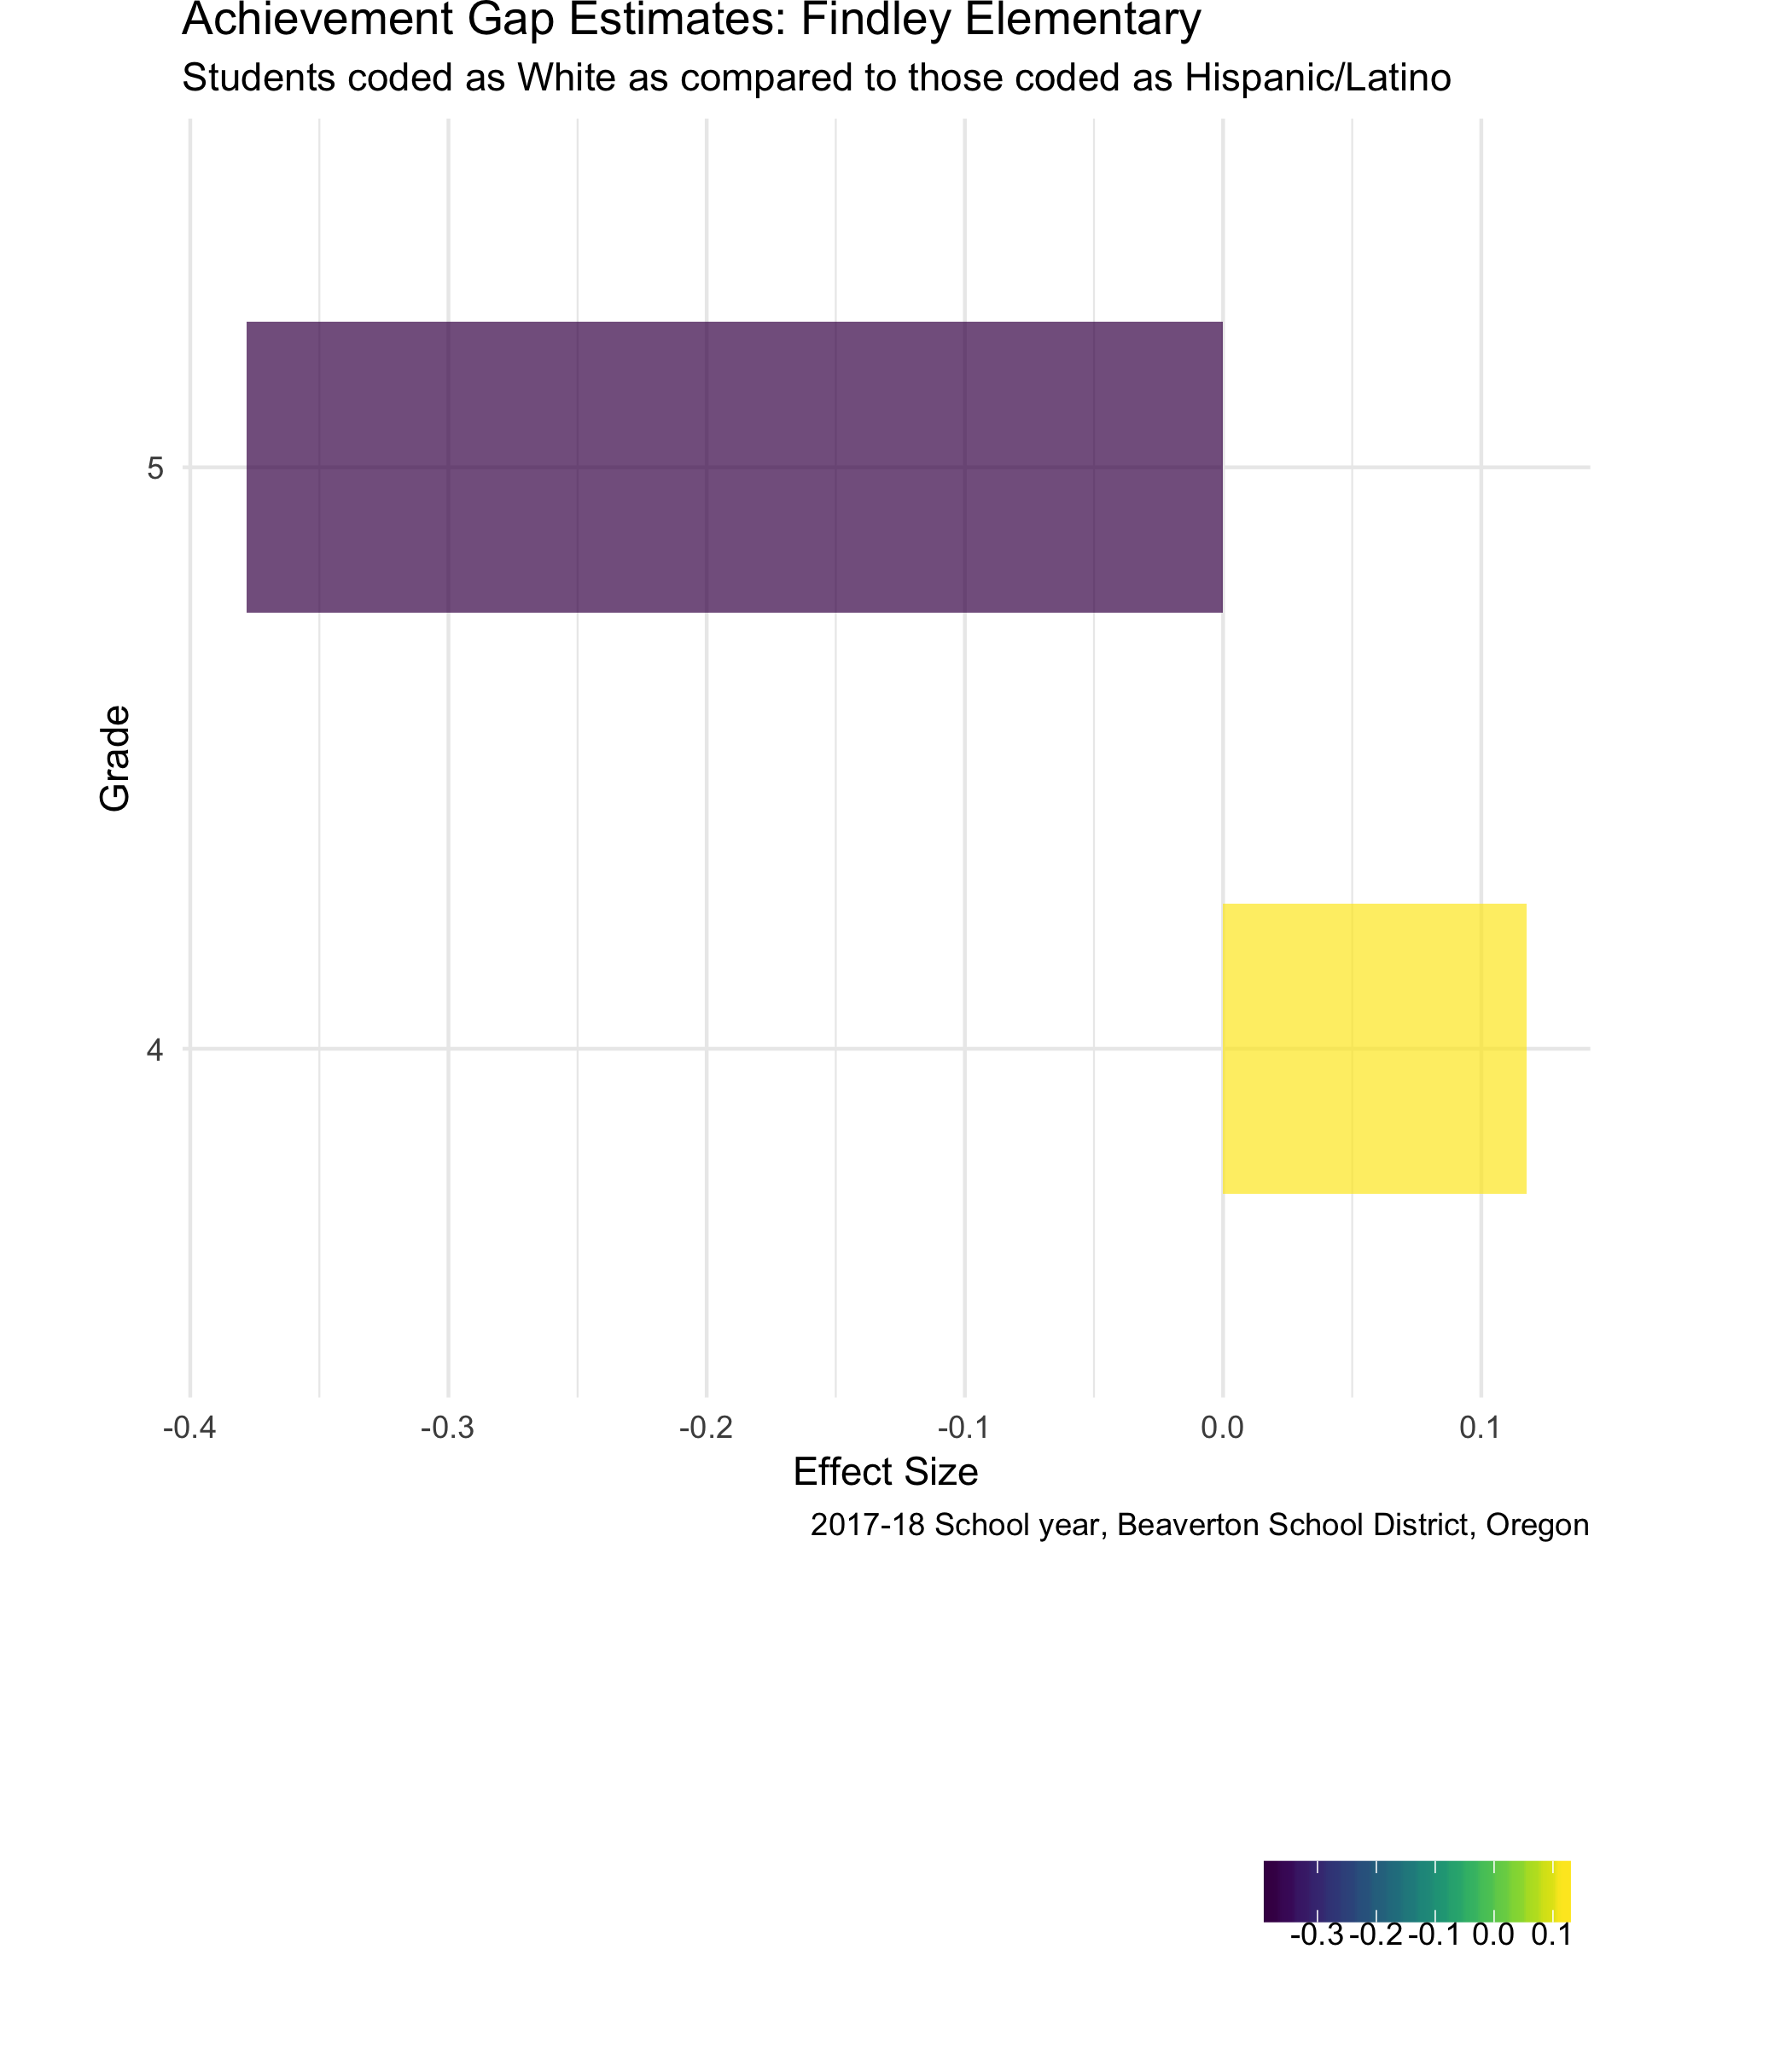 Achievement Gap Estimates: Findley Elementary
Students coded as White as compared to those coded as Hispanic/Latino
5
Grade
4
-0.4 -0.3 -0.2 -0.1 0.0 0.1
Effect Size
2017-18 School year, Beaverton School District, Oregon
-0.3 -0.2 -0.1 0.0 0.1